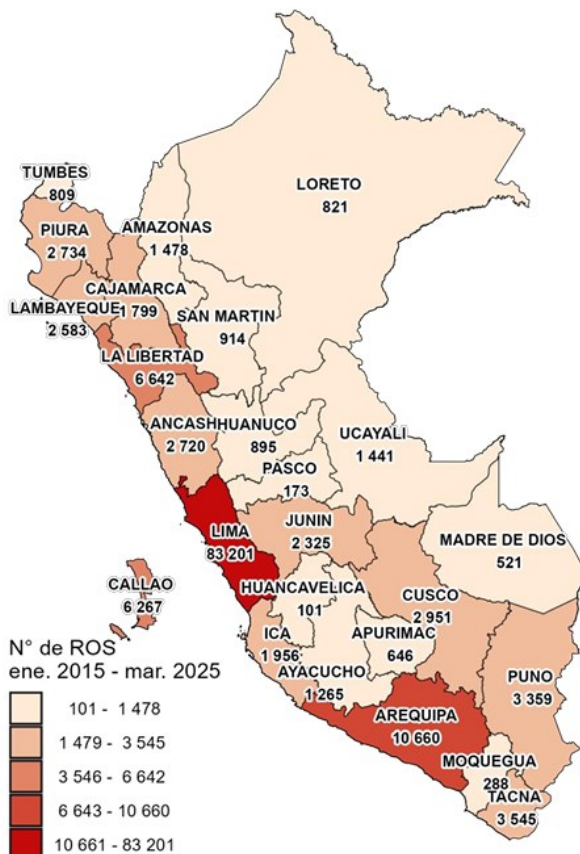 TUMBES
809
LORETO
821
PIURA
2 734
AMAZONAS
1 478
CAJAMARCA
1 799
LAMBAYEQUE
2 583
SAN MARTIN
914
LA LIBERTAD
6 642
ANCASH
2 720
HUANUCO
895
UCAYALI
1 441
PASCO
173
LIMA
83 201
JUNIN
2 325
MADRE DE DIOS
521
CALLAO
6 267
HUANCAVELICA
101
CUSCO
2 951
ICA
1 956
APURIMAC
646
AYACUCHO
1 265
PUNO
3 359
AREQUIPA
10 660
MOQUEGUA
288
TACNA
3 545
N° de ROS
ene. 2015 - mar. 2025
101 - 1 478
1 479 - 3 545
3 546 - 6 642
6 643 - 10 660
10 661 - 83 201